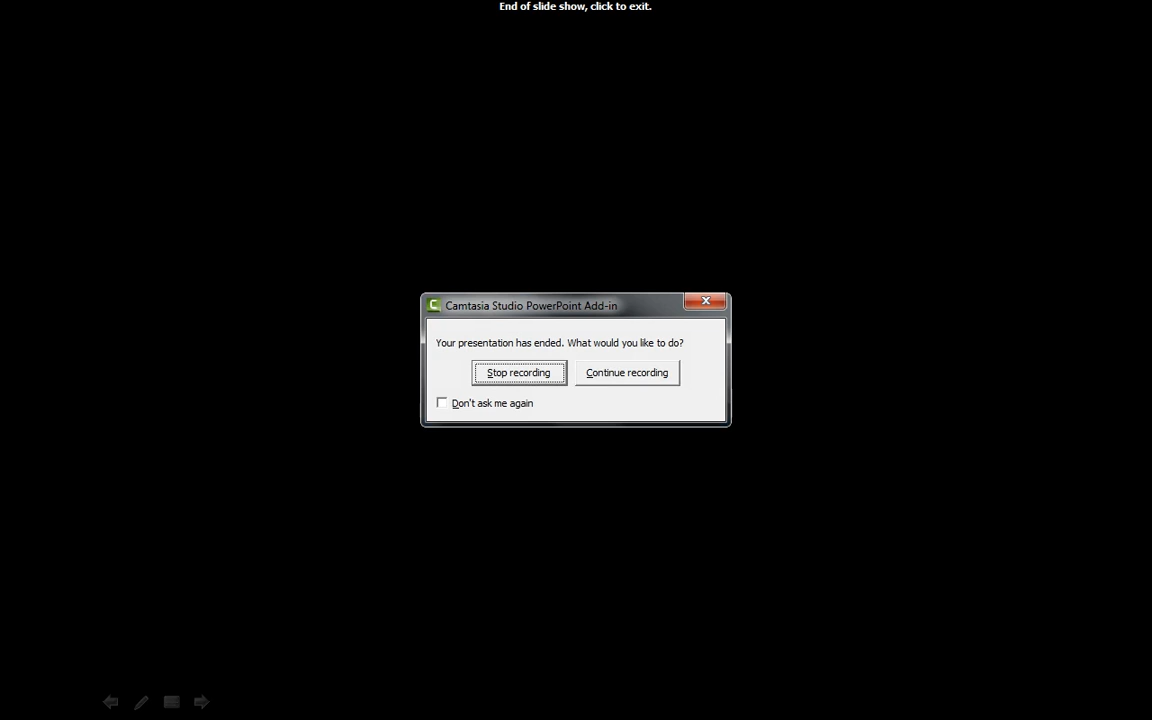 End of slide show, click to exit.
Camtasia Studio PowerPoint Add-in
Your presentation has ended. What would you like to do?
Stop recording Continue recording
Don't ask me again